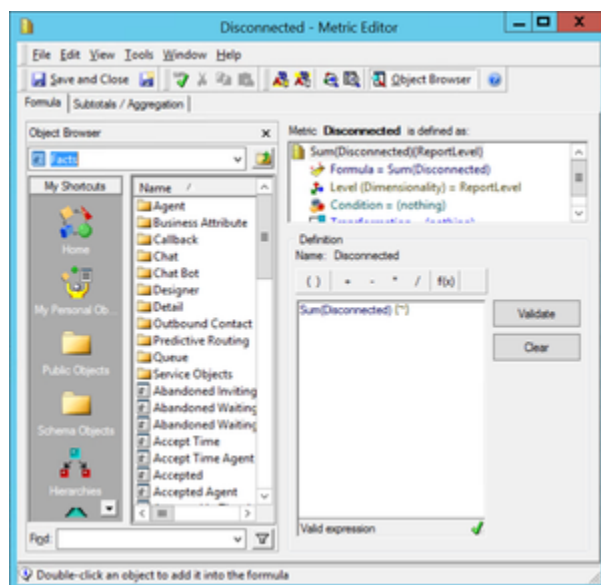 Disconnected - Metric Editor
File Edit View Tools Window Help
Save and Close Object Browser
Formula Subtotals / Aggregation
Object Browser
Facts
My Shortcuts
Home
My Personal Ob...
Public Objects
Schema Objects
Hierarchies
Name
Agent
Business Attribute
Callback
Chat
Chat Bot
Designer
Detail
Outbound Contact
Predictive Routing
Queue
Service Objects
Abandoned Inviting
Abandoned Waiting
Abandoned Waiting
Accept Time
Accept Time Agent
Accepted
Accepted Agent
Find:
Metric Disconnected is defined as:
Sum(Disconnected){ReportLevel}
Formula = Sum(Disconnected)
Level (Dimensionality) = ReportLevel
Condition = (nothing)
Transformation = (nothing)
Definition
Name: Disconnected
( ) + - * / f(x)
Sum(Disconnected) {~}
Validate
Clear
Valid expression
Double-click an object to add it into the formula